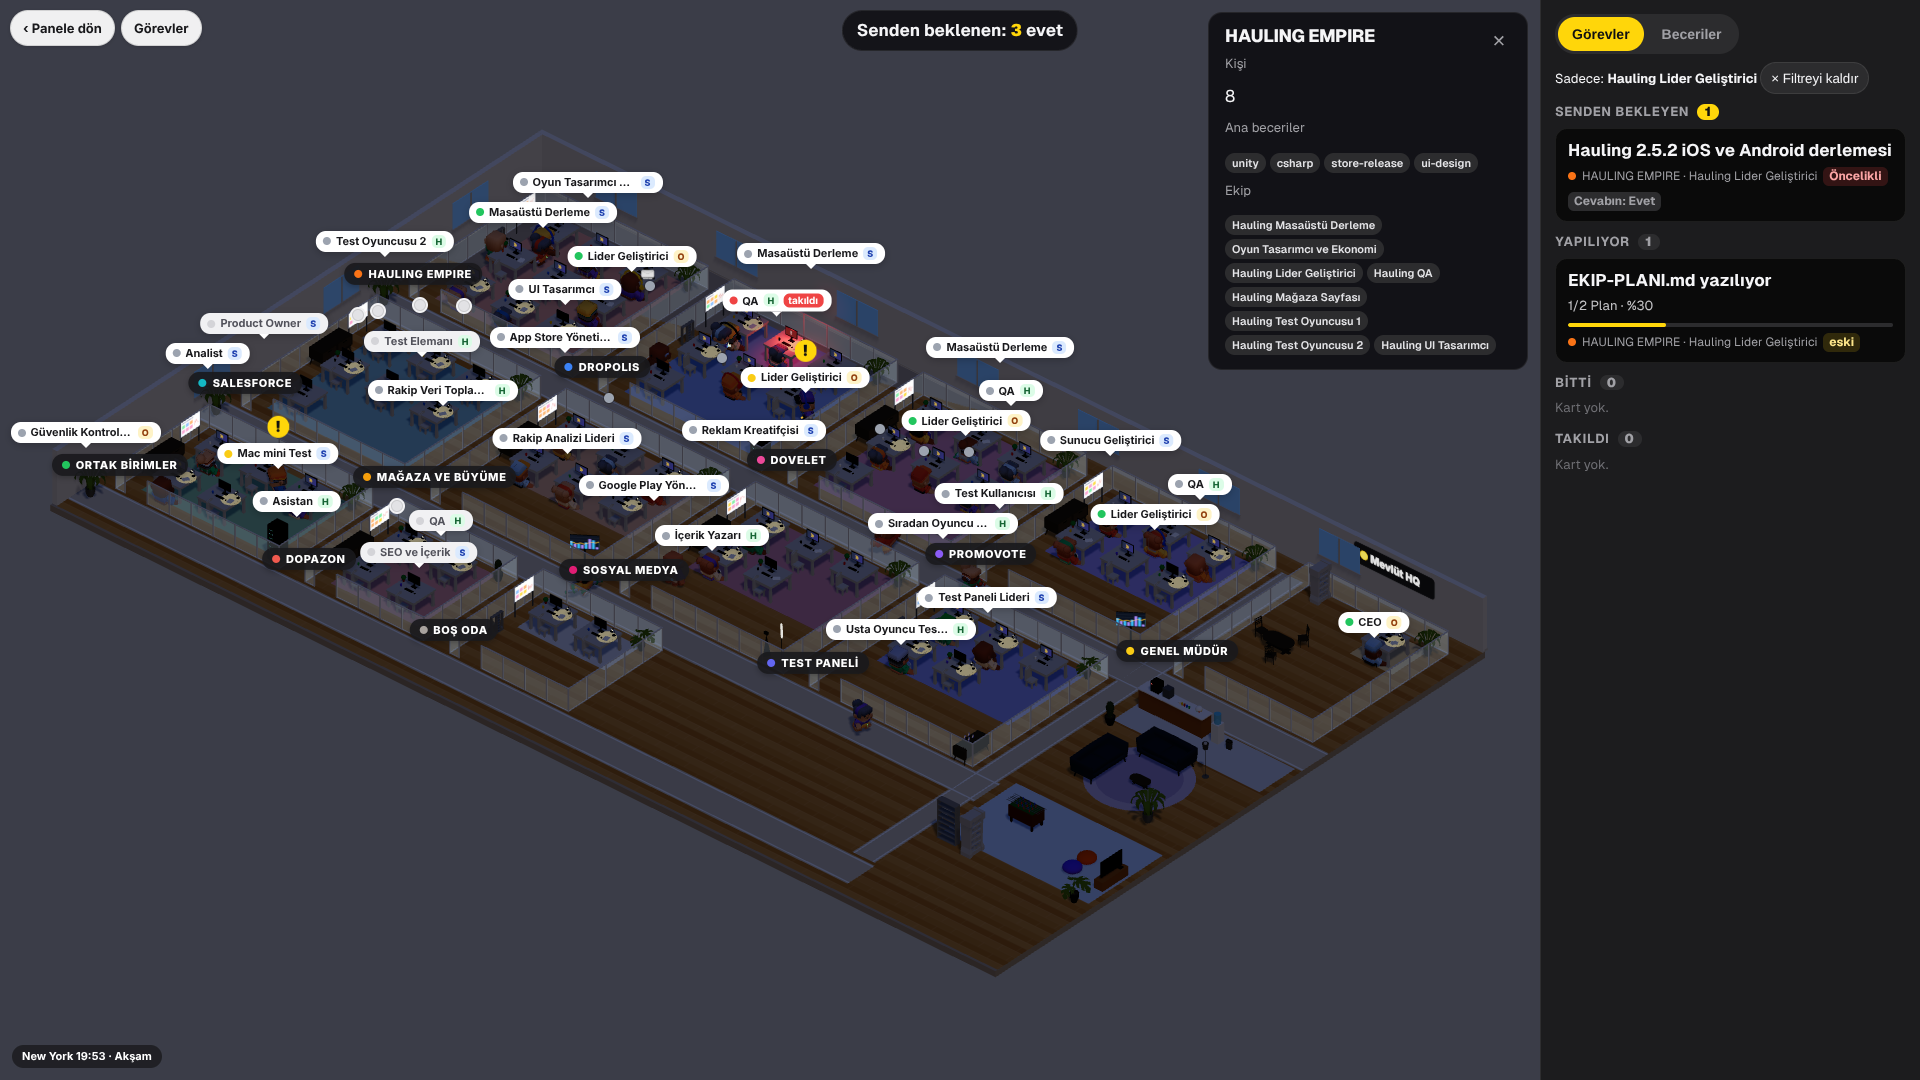 ‹ Panele dön
Görevler
Senden beklenen: 3 evet
HAULING EMPIRE
×
Kişi
8
Ana beceriler
unity csharp store-release ui-design
Ekip
Hauling Masaüstü Derleme
Oyun Tasarımcı ve Ekonomi
Hauling Lider Geliştirici Hauling QA
Hauling Mağaza Sayfası
Hauling Test Oyuncusu 1
Hauling Test Oyuncusu 2 Hauling UI Tasarımcı
Görevler Beceriler
Sadece: Hauling Lider Geliştirici × Filtreyi kaldır
SENDEN BEKLEYEN 1
Hauling 2.5.2 iOS ve Android derlemesi
HAULING EMPIRE · Hauling Lider Geliştirici Öncelikli
Cevabın: Evet
YAPILIYOR 1
EKIP-PLANI.md yazılıyor
1/2 Plan · %30
HAULING EMPIRE · Hauling Lider Geliştirici eski
BİTTİ 0
Kart yok.
TAKILDI 0
Kart yok.
Oyun Tasarımcı ... S
Masaüstü Derleme S
Test Oyuncusu 2 H
Lider Geliştirici O
Masaüstü Derleme S
HAULING EMPIRE
UI Tasarımcı S
QA H takıldı
Product Owner S
Test Elemanı H
App Store Yöneti... S
Analist S
Masaüstü Derleme S
DROPOLIS
!
SALESFORCE
Lider Geliştirici O
Rakip Veri Topla... H
QA H
Lider Geliştirici O
!
Güvenlik Kontrol... O
Reklam Kreatifçisi S
Rakip Analizi Lideri S
Sunucu Geliştirici S
Mac mini Test S
DOVELET
ORTAK BİRİMLER
MAĞAZA VE BÜYÜME
Google Play Yön... S
QA H
Test Kullanıcısı H
Asistan H
Lider Geliştirici O
QA H
Sıradan Oyuncu ... H
İçerik Yazarı H
SEO ve İçerik S
PROMOVOTE
DOPAZON
SOSYAL MEDYA
Mevlüt HQ
Test Paneli Lideri S
CEO O
Usta Oyuncu Tes... H
BOŞ ODA
GENEL MÜDÜR
TEST PANELİ
New York 19:53 · Akşam